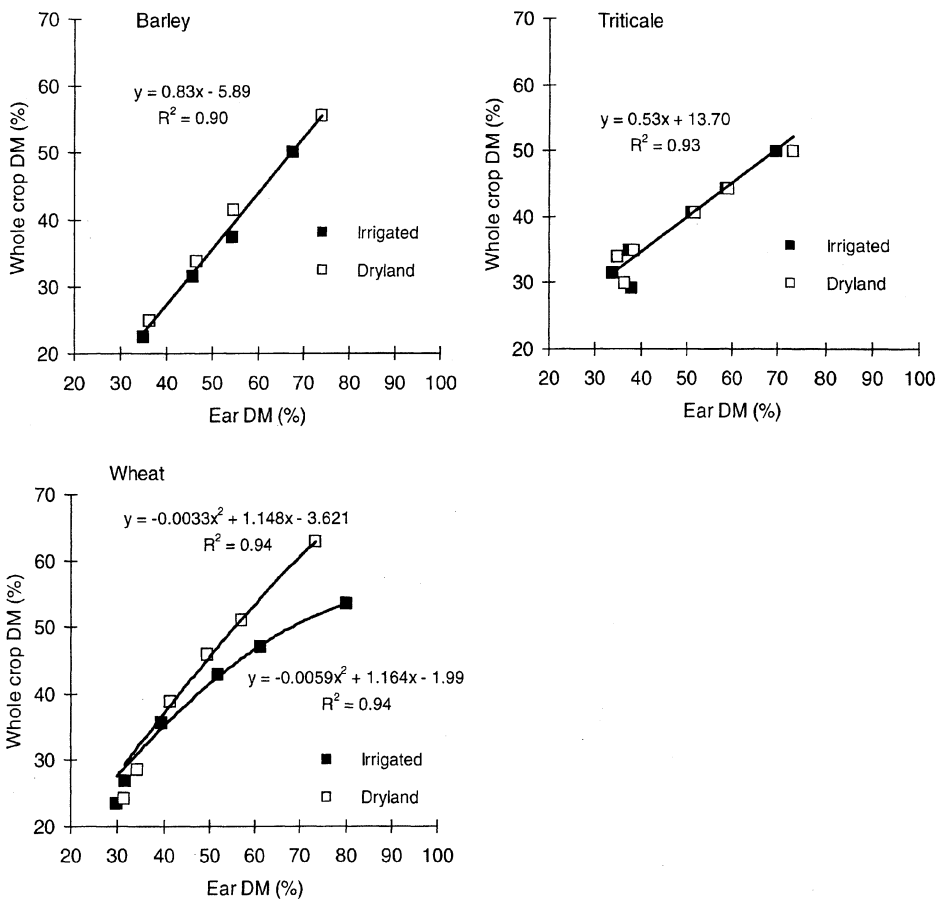 Barley
y = 0.83x - 5.89
R² = 0.90
Whole crop DM (%)
70
60
50
40
30
20
Irrigated
Dryland
20 30 40 50 60 70 80 90 100
Ear DM (%)
Triticale
y = 0.53x + 13.70
R² = 0.93
Whole crop DM (%)
70
60
50
40
30
20
Irrigated
Dryland
20 30 40 50 60 70 80 90 100
Ear DM (%)
Wheat
y = -0.0033x² + 1.148x - 3.621
R² = 0.94
Whole crop DM (%)
70
60
50
40
30
20
y = -0.0059x² + 1.164x - 1.99
R² = 0.94
Irrigated
Dryland
20 30 40 50 60 70 80 90 100
Ear DM (%)